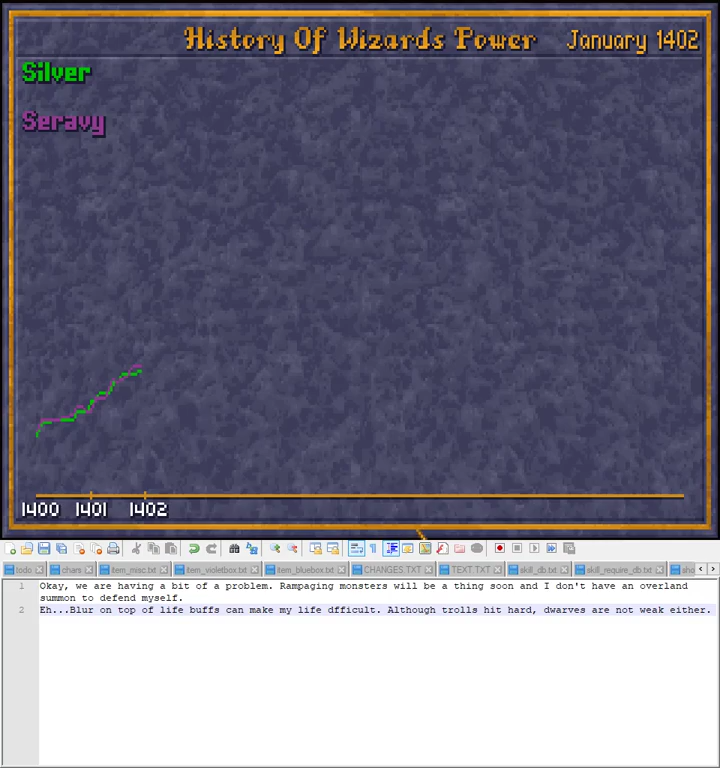 History Of Wizards Power
January 1402
Silver
Seravy
1400 1401 1402
todo chars item_misc.txt item_violetbox.txt item_bluebox.txt CHANGES.TXT TEXT.TXT skill_db.txt skill_require_db.txt sho
1 Okay, we are having a bit of a problem. Rampaging monsters will be a thing soon and I don't have an overland
summon to defend myself.
2 Eh...Blur on top of life buffs can make my life dfficult. Although trolls hit hard, dwarves are not weak either.